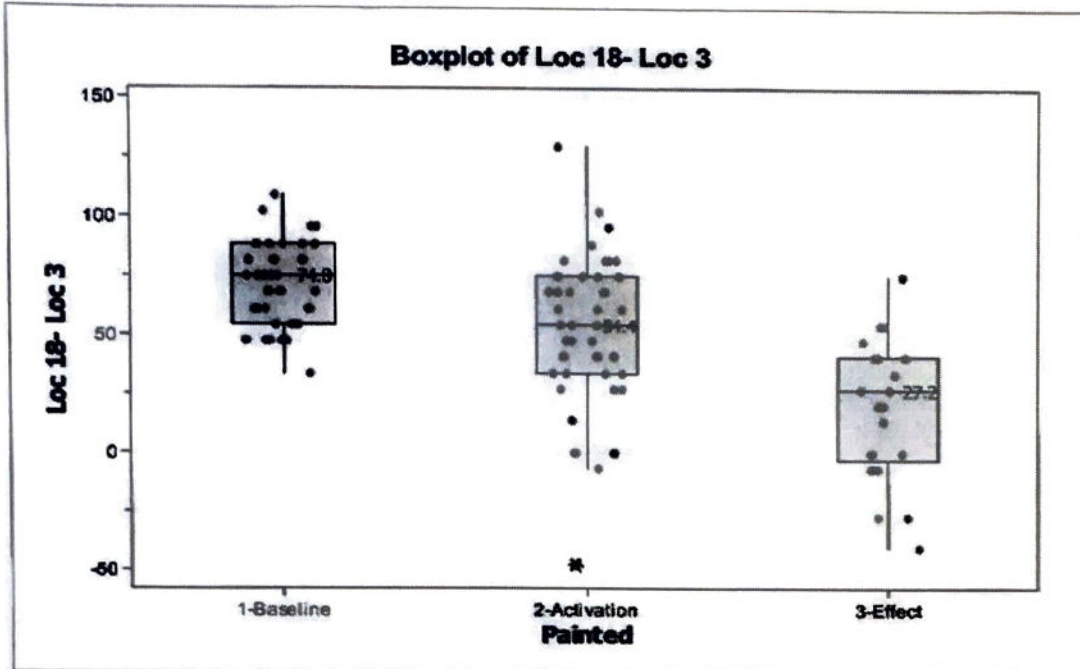 Boxplot of Loc 18- Loc 3
150
100
50
0
-50
Loc 18- Loc 3
27.2
1-Baseline
2-Activation
3-Effect
Painted